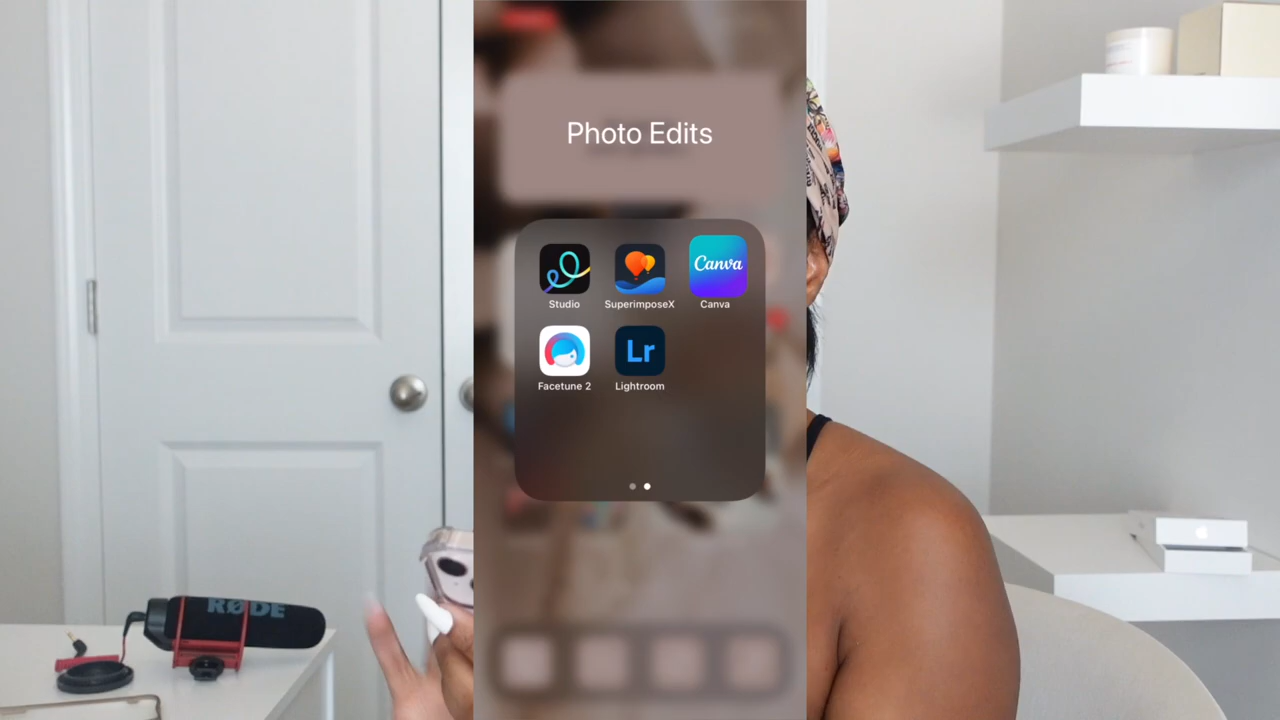 Photo Edits
Studio
SuperimposeX
Canva
Canva
Facetune 2
Lr
Lightroom
RØDE